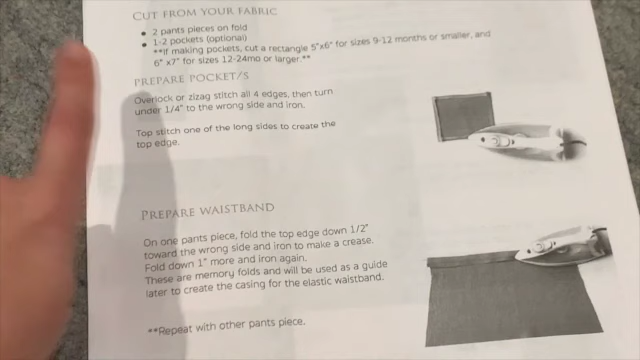 CUT FROM YOUR FABRIC
• 2 pants pieces on fold
• 1-2 pockets (optional)
**If making pockets, cut a rectangle 5"x6" for sizes 9-12 months or smaller, and
6" x7" for sizes 12-24mo or larger.**
PREPARE POCKET/S
Overlock or zizag stitch all 4 edges, then turn
under 1/4" to the wrong side and iron.
Top stitch one of the long sides to create the
top edge.
PREPARE WAISTBAND
On one pants piece, fold the top edge down 1/2"
toward the wrong side and iron to make a crease.
Fold down 1" more and iron again.
These are memory folds and will be used as a guide
later to create the casing for the elastic waistband.
**Repeat with other pants piece.